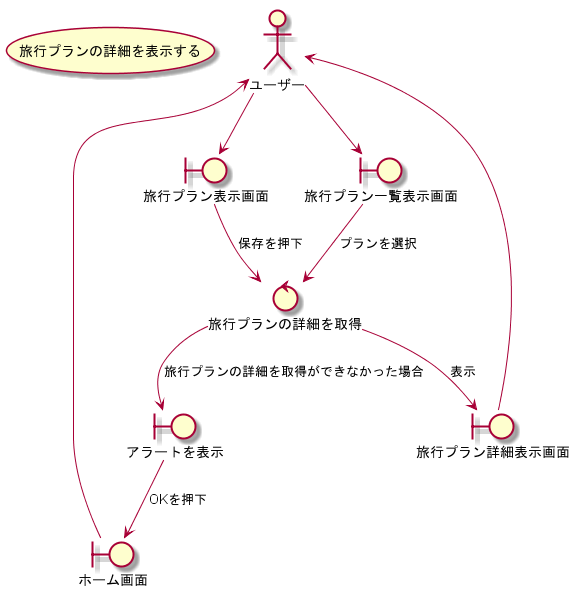 旅行プランの詳細を表示する
ユーザー
旅行プラン表示画面
旅行プラン一覧表示画面
保存を押下
プランを選択
旅行プランの詳細を取得
旅行プランの詳細を取得ができなかった場合
表示
アラートを表示
旅行プラン詳細表示画面
OKを押下
ホーム画面